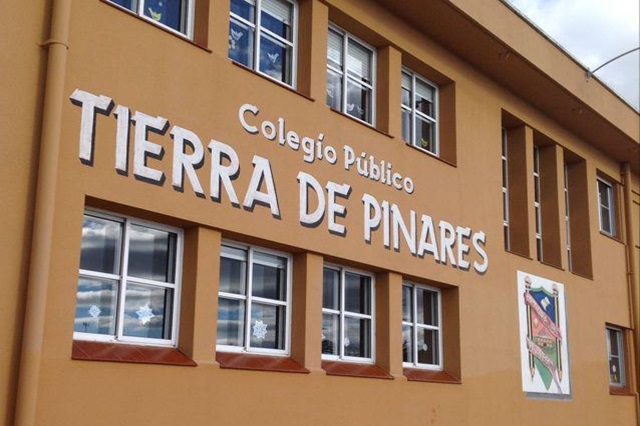 Colegio Público
TIERRA DE PINARES